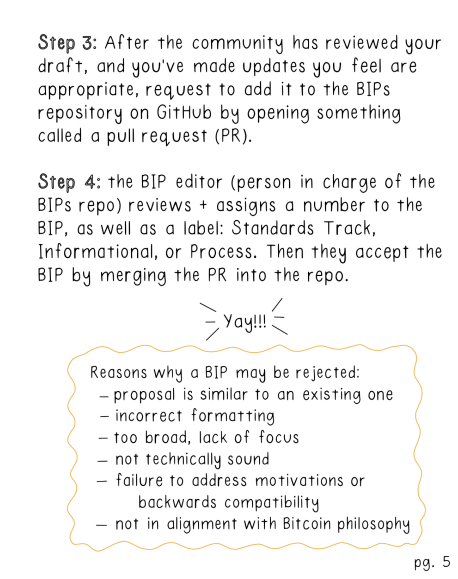 Step 3: After the community has reviewed your
draft, and you've made updates you feel are
appropriate, request to add it to the BIPs
repository on GitHub by opening something
called a pull request (PR).
Step 4: the BIP editor (person in charge of the
BIPs repo) reviews + assigns a number to the
BIP, as well as a label: Standards Track,
Informational, or Process. Then they accept the
BIP by merging the PR into the repo.
Yay!!!
Reasons why a BIP may be rejected:
– proposal is similar to an existing one
– incorrect formatting
– too broad, lack of focus
– not technically sound
– failure to address motivations or
backwards compatibility
– not in alignment with Bitcoin philosophy
pg. 5